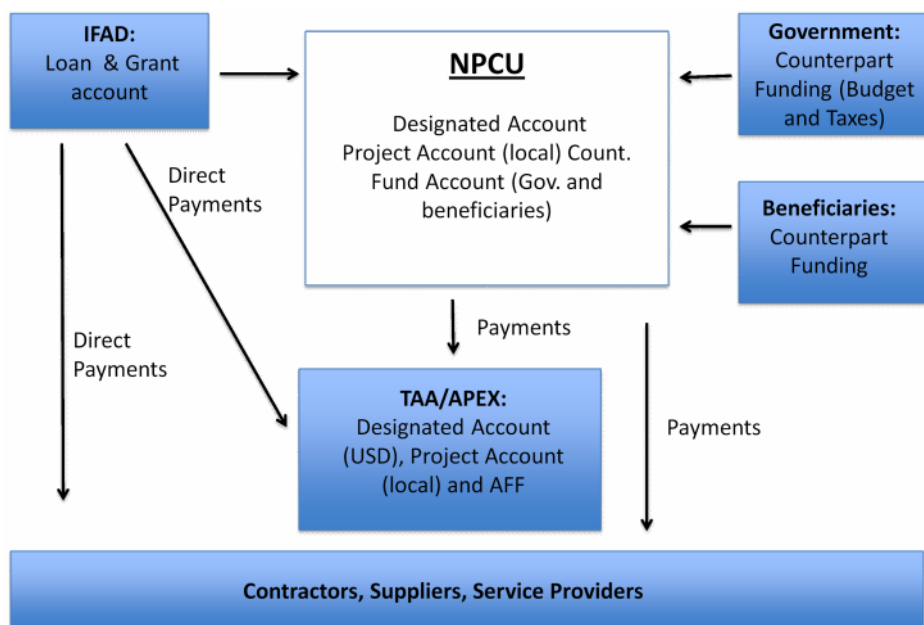 IFAD:
Loan & Grant
account
NPCU
Designated Account
Project Account (local) Count.
Fund Account (Gov. and
beneficiaries)
Government:
Counterpart
Funding (Budget
and Taxes)
Beneficiaries:
Counterpart
Funding
Direct
Payments
Direct
Payments
Payments
Payments
TAA/APEX:
Designated Account
(USD), Project Account
(local) and AFF
Contractors, Suppliers, Service Providers